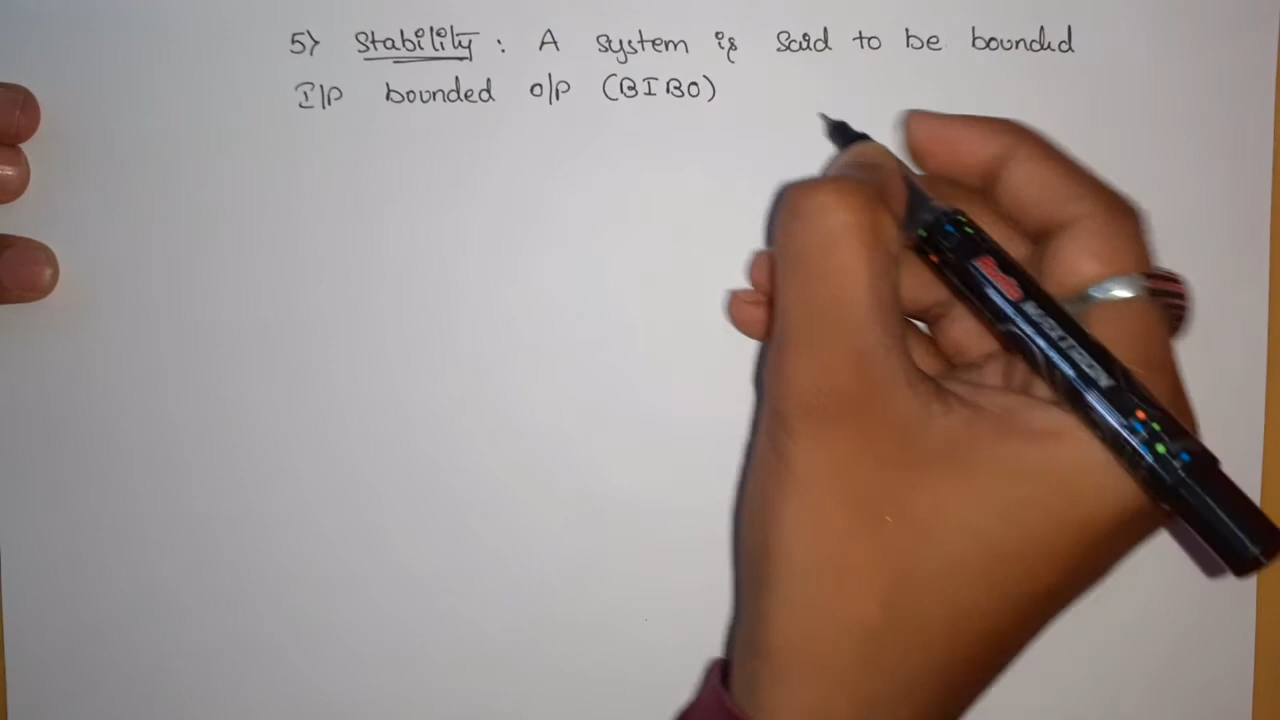 5) Stability : A system is said to be bounded
I/P bounded o/p (BIBO)